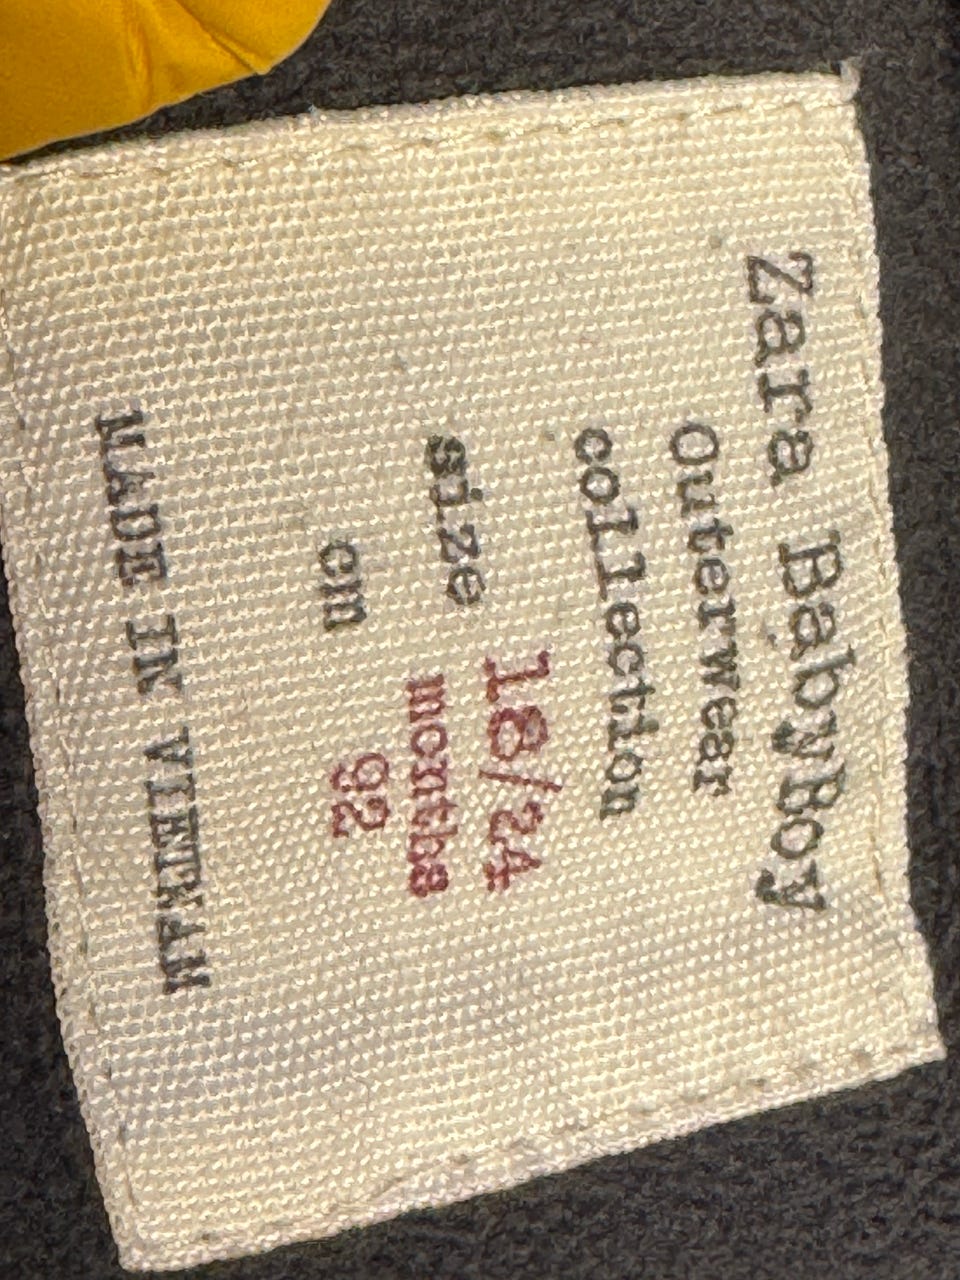 Zara BabyBoy
Outerwear
collection
size 18/24
months
cm 92
MADE IN VIETNAM